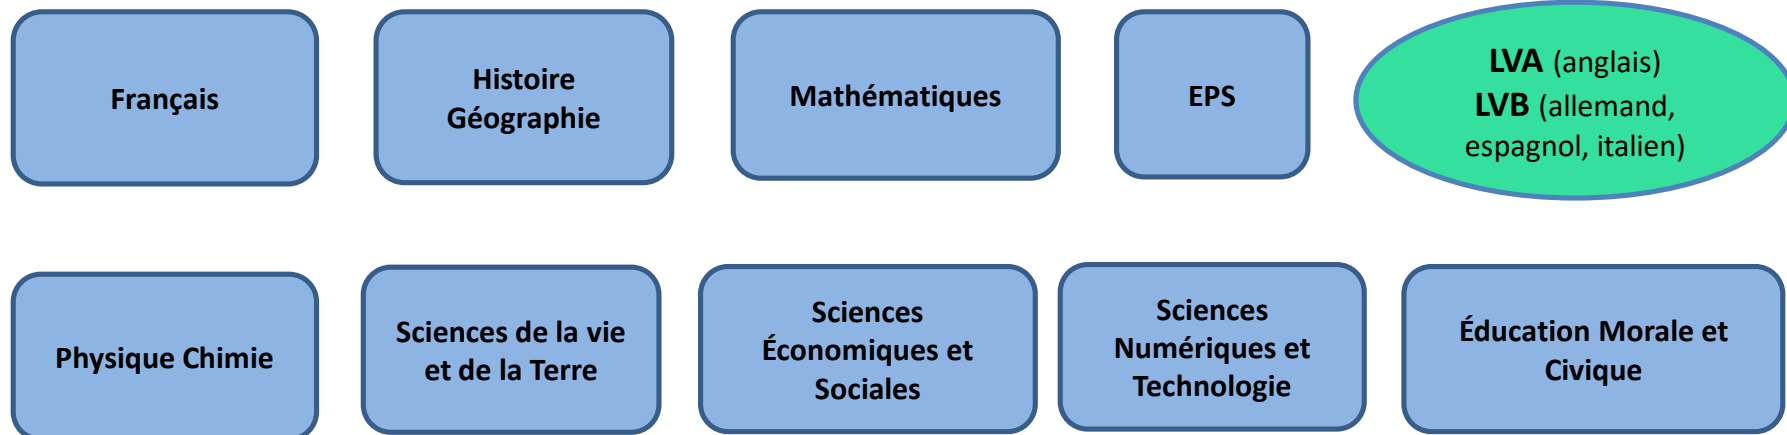 Français
Histoire
Géographie
Mathématiques
EPS
LVA (anglais)
LVB (allemand,
espagnol, italien)
Physique Chimie
Sciences de la vie
et de la Terre
Sciences
Économiques et
Sociales
Sciences
Numériques et
Technologie
Éducation Morale et
Civique